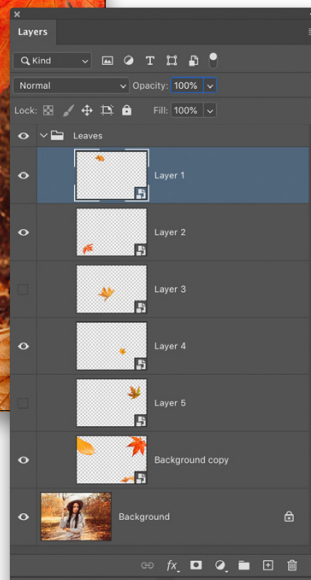 Layers
Kind T
Normal Opacity: 100%
Lock: Fill: 100%
Leaves
Layer 1
Layer 2
Layer 3
Layer 4
Layer 5
Background copy
Background
fx